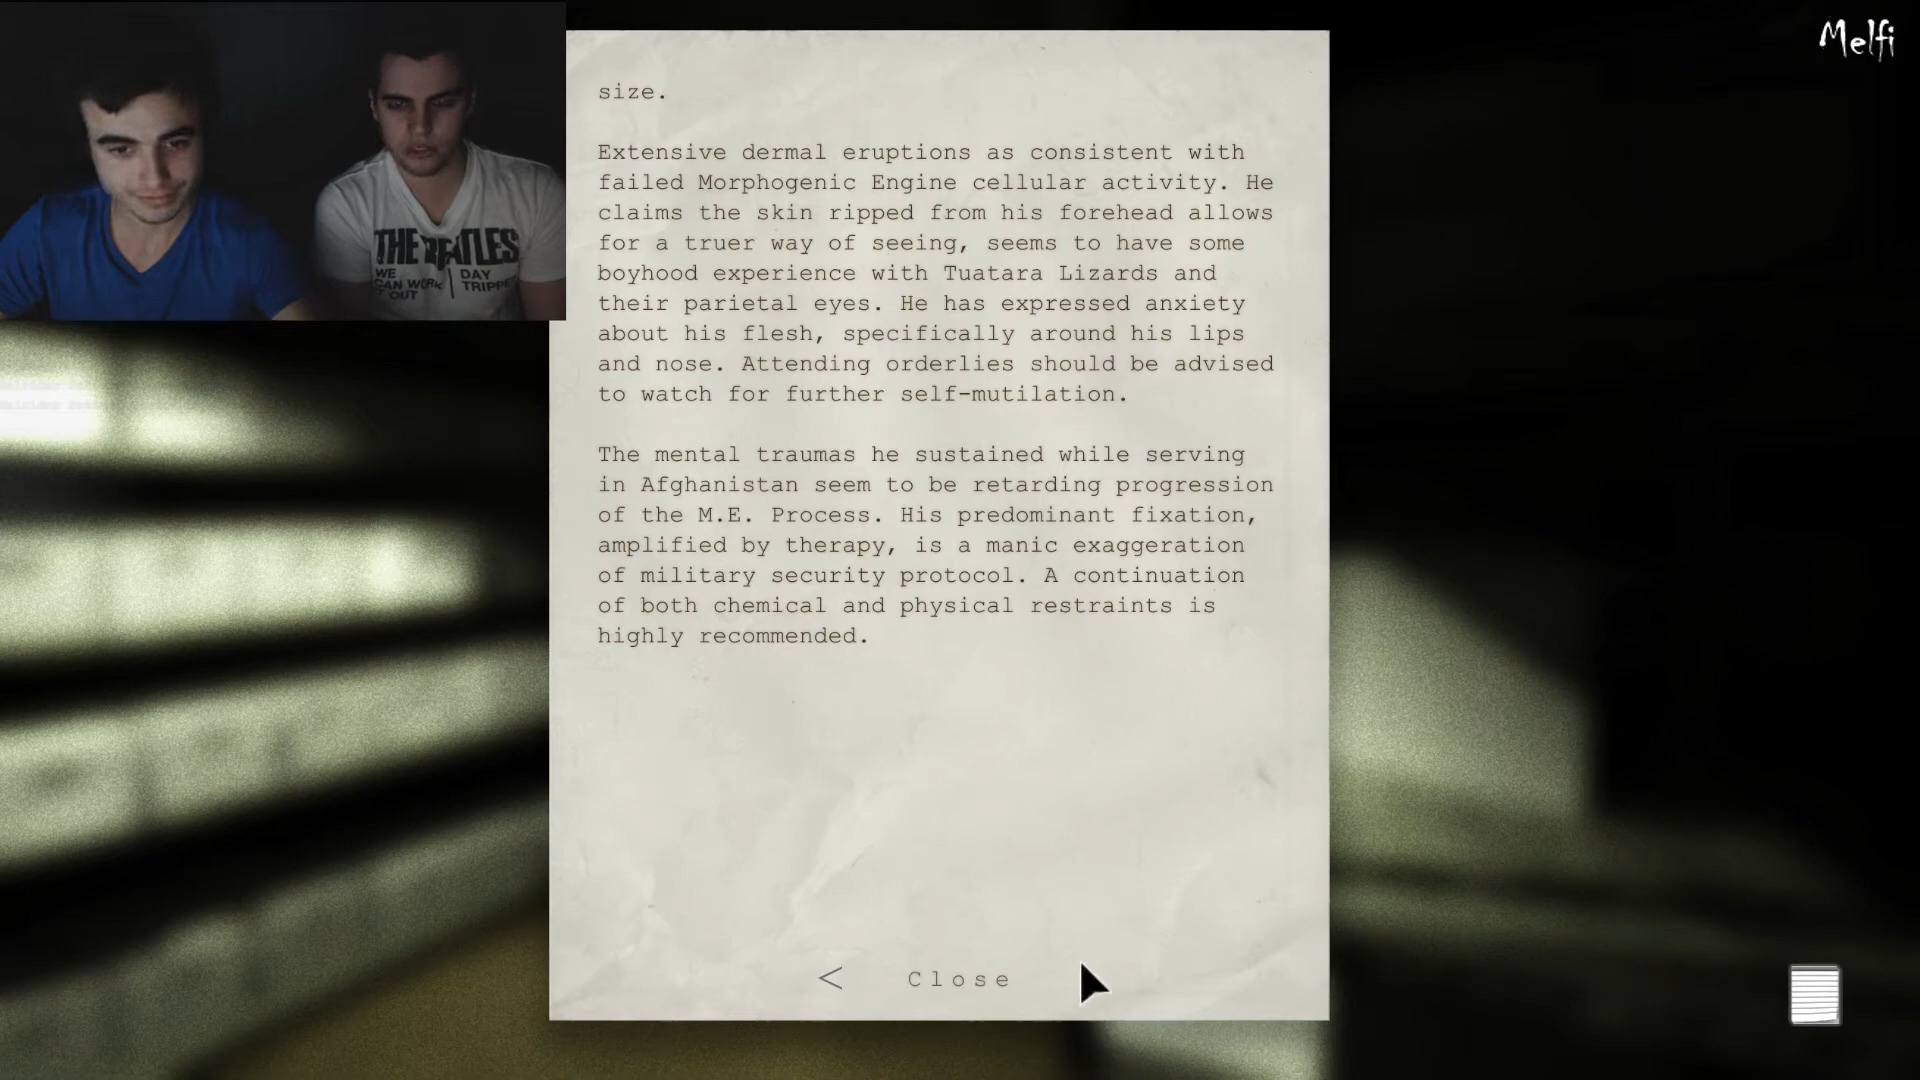 Melfi
THE BEATLES
WE CAN WORK IT OUT
DAY TRIPPE
size.
Extensive dermal eruptions as consistent with
failed Morphogenic Engine cellular activity. He
claims the skin ripped from his forehead allows
for a truer way of seeing, seems to have some
boyhood experience with Tuatara Lizards and
their parietal eyes. He has expressed anxiety
about his flesh, specifically around his lips
and nose. Attending orderlies should be advised
to watch for further self-mutilation.
The mental traumas he sustained while serving
in Afghanistan seem to be retarding progression
of the M.E. Process. His predominant fixation,
amplified by therapy, is a manic exaggeration
of military security protocol. A continuation
of both chemical and physical restraints is
highly recommended.
< Close